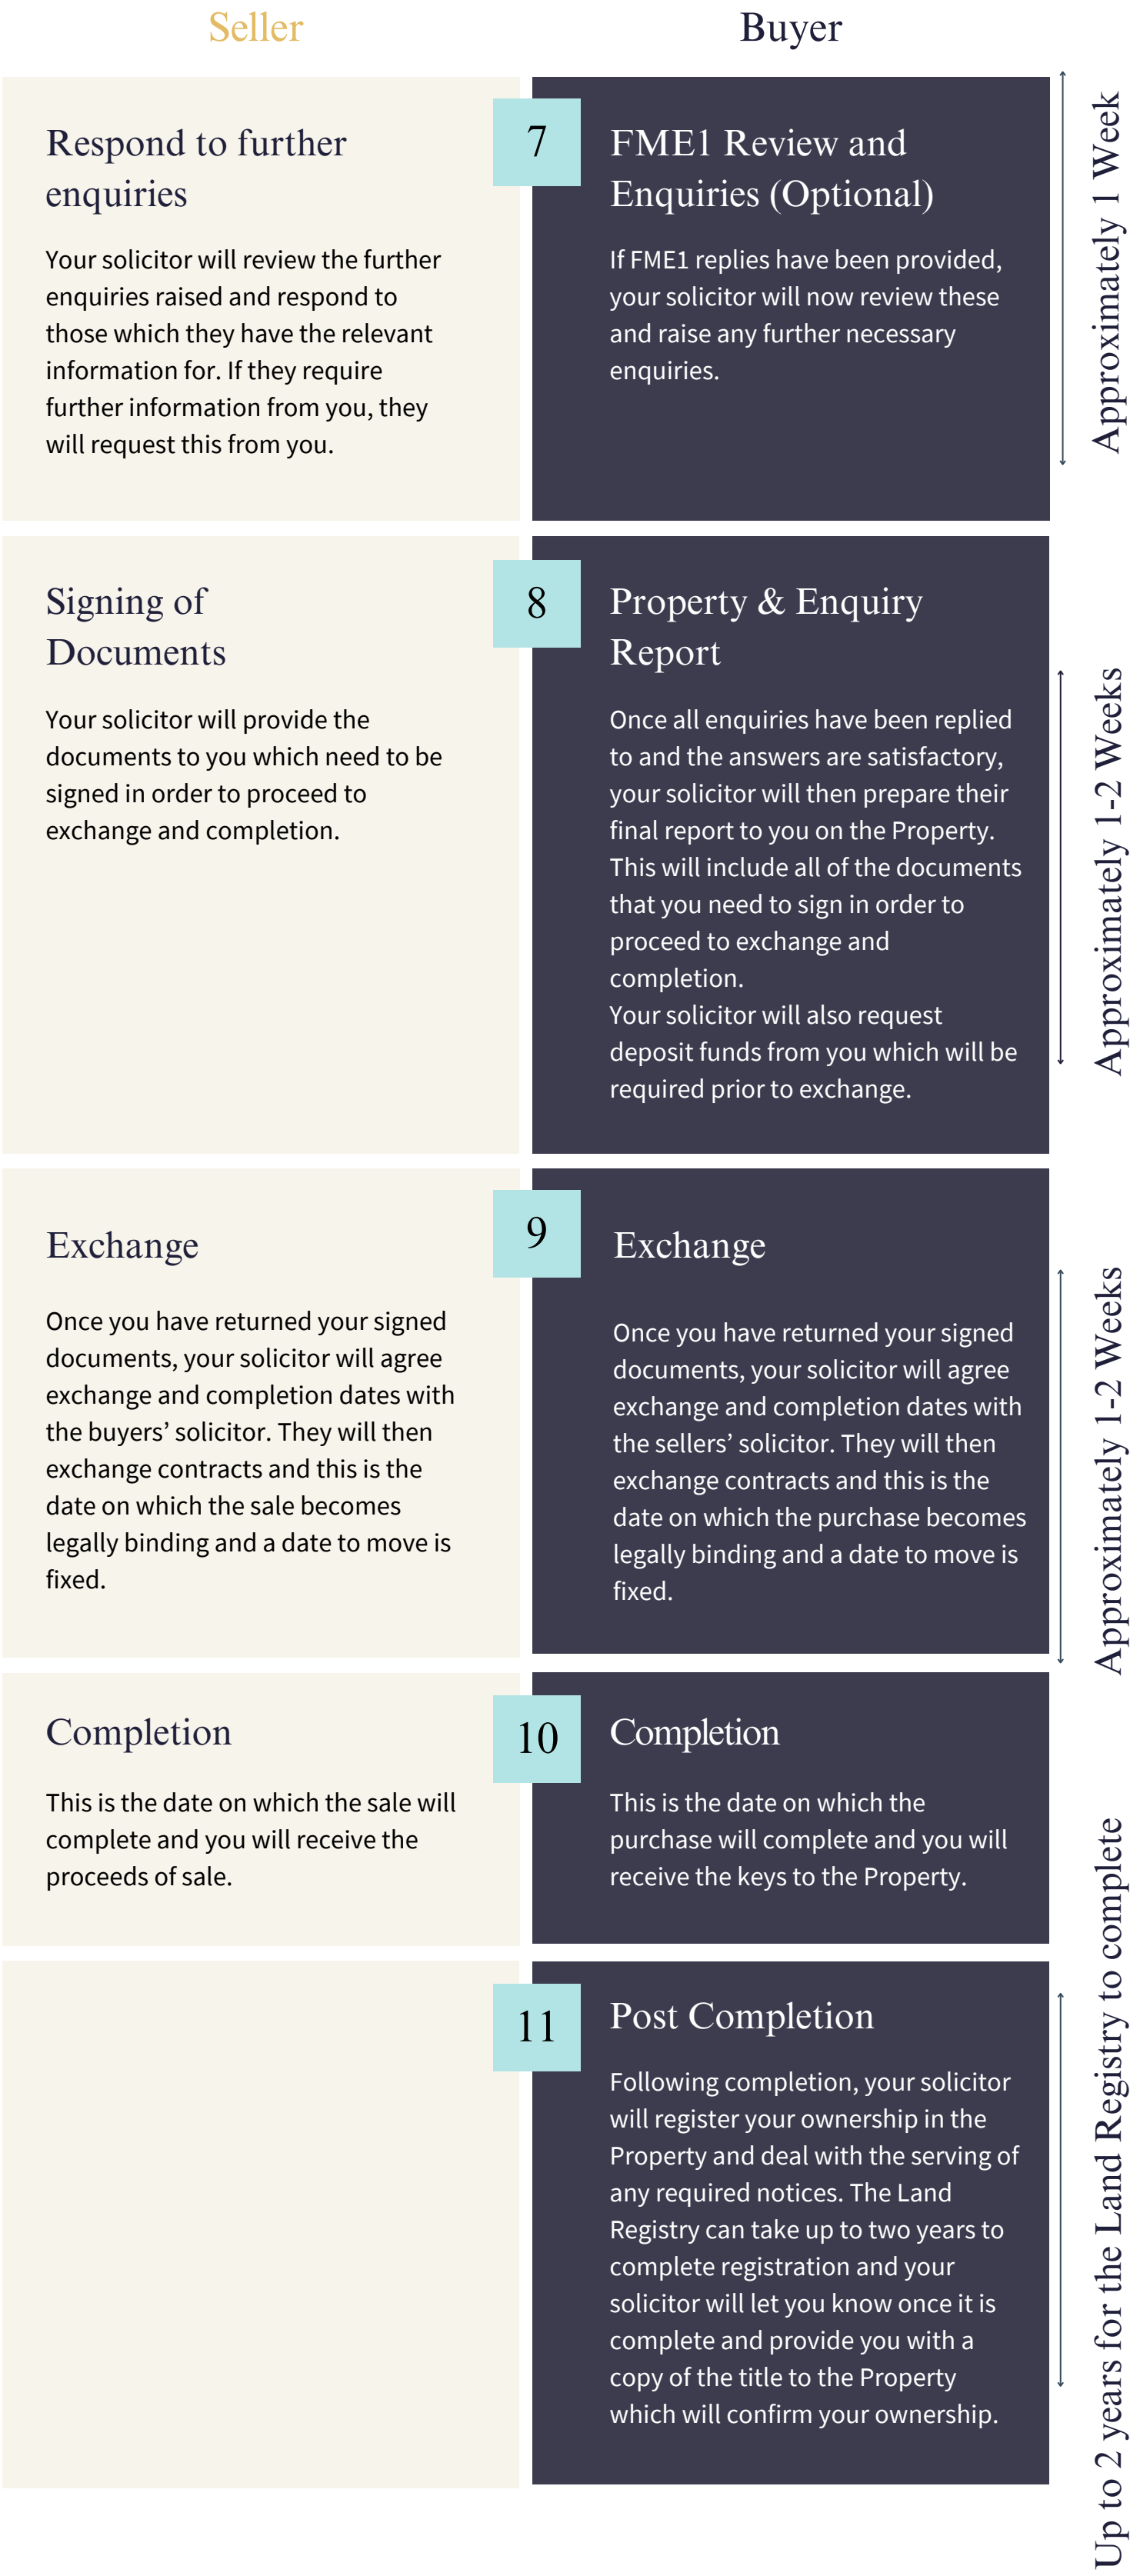 Seller
Buyer
Respond to further
enquiries
Your solicitor will review the further
enquiries raised and respond to
those which they have the relevant
information for. If they require
further information from you, they
will request this from you.
7
FME1 Review and
Enquiries (Optional)
If FME1 replies have been provided,
your solicitor will now review these
and raise any further necessary
enquiries.
Approximately 1 Week
Signing of
Documents
Your solicitor will provide the
documents to you which need to be
signed in order to proceed to
exchange and completion.
8
Property & Enquiry
Report
Once all enquiries have been replied
to and the answers are satisfactory,
your solicitor will then prepare their
final report to you on the Property.
This will include all of the documents
that you need to sign in order to
proceed to exchange and
completion.
Your solicitor will also request
deposit funds from you which will be
required prior to exchange.
Approximately 1-2 Weeks
Exchange
Once you have returned your signed
documents, your solicitor will agree
exchange and completion dates with
the buyers’ solicitor. They will then
exchange contracts and this is the
date on which the sale becomes
legally binding and a date to move is
fixed.
9
Exchange
Once you have returned your signed
documents, your solicitor will agree
exchange and completion dates with
the sellers’ solicitor. They will then
exchange contracts and this is the
date on which the purchase becomes
legally binding and a date to move is
fixed.
Approximately 1-2 Weeks
Completion
This is the date on which the sale will
complete and you will receive the
proceeds of sale.
10
Completion
This is the date on which the
purchase will complete and you will
receive the keys to the Property.
11
Post Completion
Following completion, your solicitor
will register your ownership in the
Property and deal with the serving of
any required notices. The Land
Registry can take up to two years to
complete registration and your
solicitor will let you know once it is
complete and provide you with a
copy of the title to the Property
which will confirm your ownership.
Up to 2 years for the Land Registry to complete